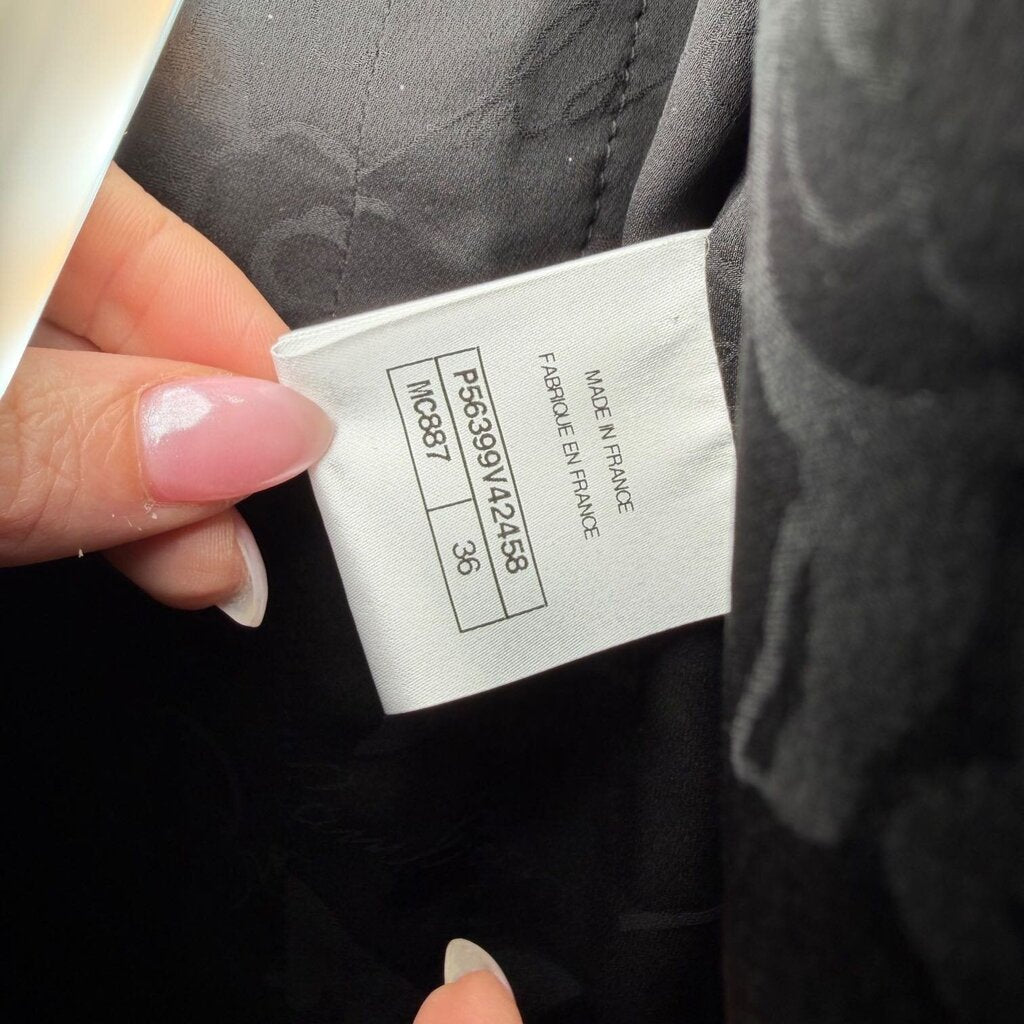 MADE IN FRANCE
FABRIQUE EN FRANCE
P56399V42458
MC887 36